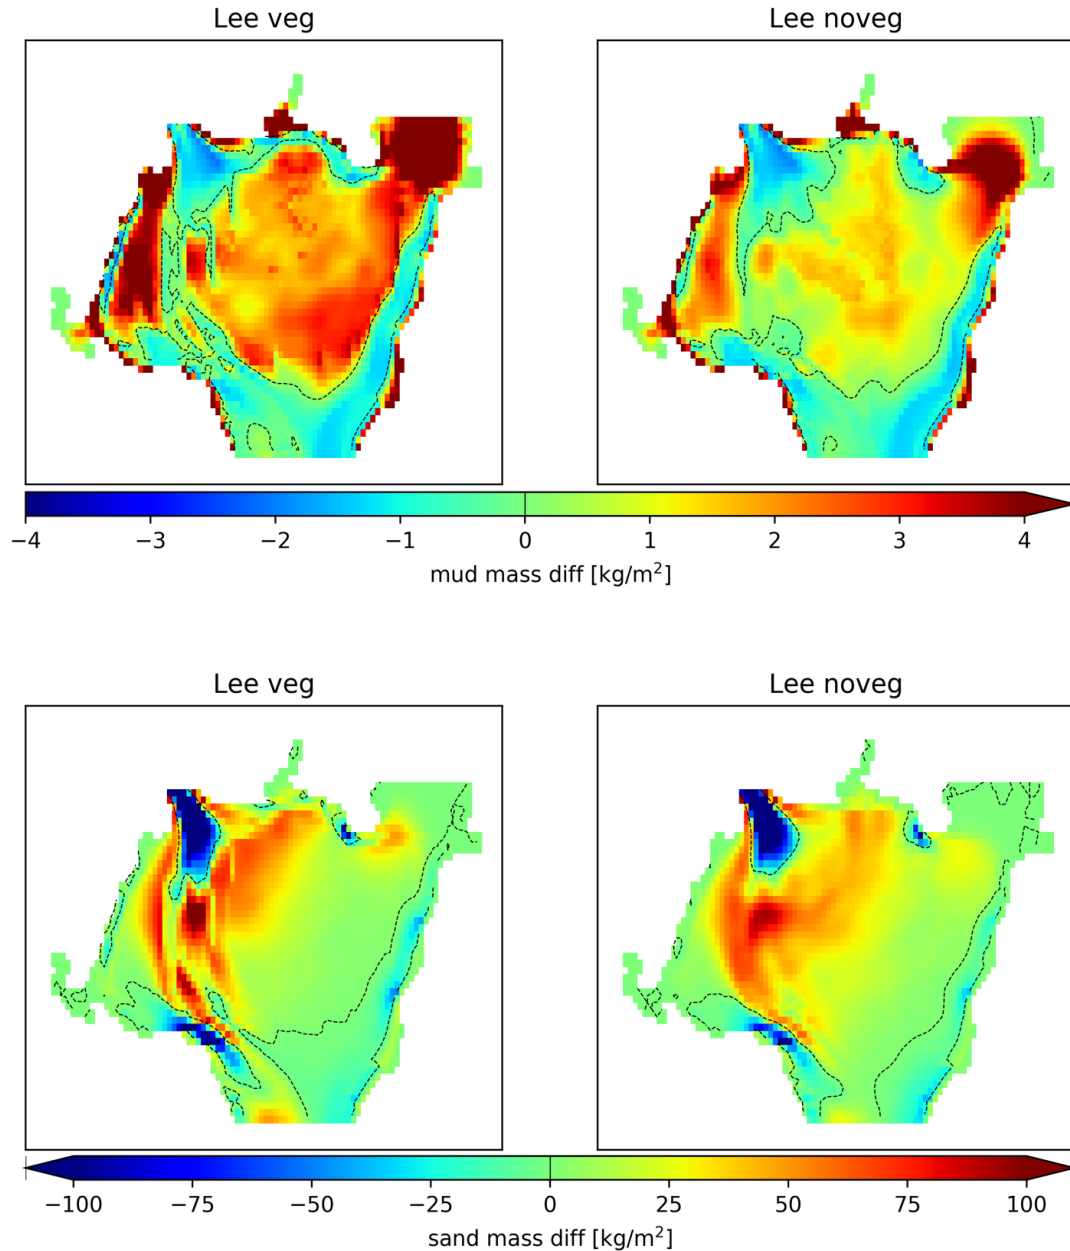 Lee veg
Lee noveg
−4 −3 −2 −1 0 1 2 3 4
mud mass diff [kg/m²]
Lee veg
Lee noveg
−100 −75 −50 −25 0 25 50 75 100
sand mass diff [kg/m²]